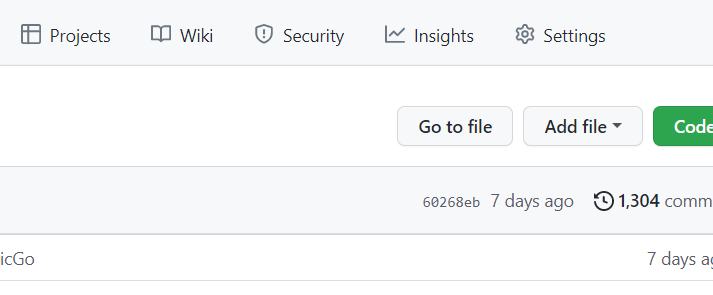 Projects Wiki Security Insights Settings
Go to file Add file Code
60268eb 7 days ago 1,304 comm
icGo 7 days ag